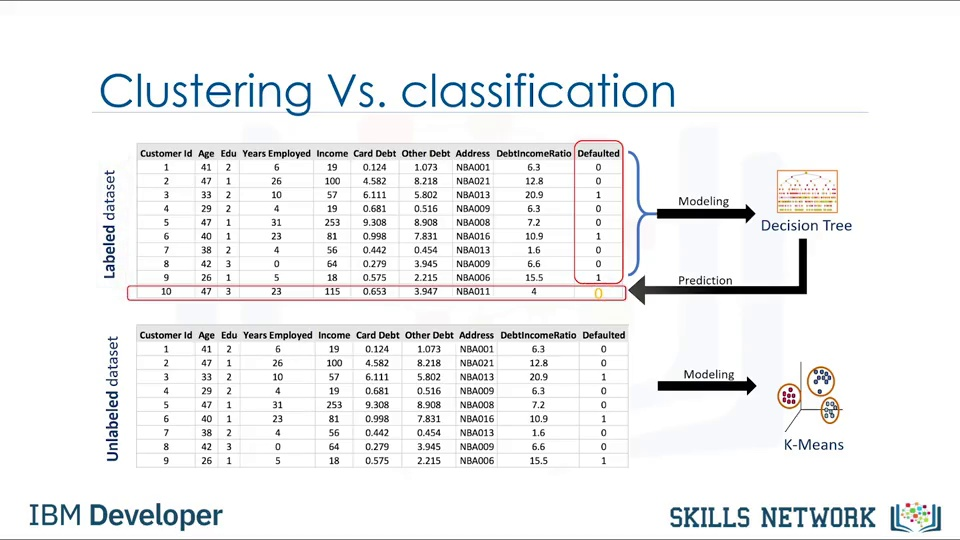 Clustering Vs. classification
Labeled dataset
Customer Id Age Edu Years Employed Income Card Debt Other Debt Address DebtIncomeRatio Defaulted
1 41 2 6 19 0.124 1.073 NBA001 6.3 0
2 47 1 26 100 4.582 8.218 NBA021 12.8 0
3 33 2 10 57 6.111 5.802 NBA013 20.9 1
4 29 2 4 19 0.681 0.516 NBA009 6.3 0
5 47 1 31 253 9.308 8.908 NBA008 7.2 0
6 40 1 23 81 0.998 7.831 NBA016 10.9 1
7 38 2 4 56 0.442 0.454 NBA013 1.6 0
8 42 3 0 64 0.279 3.945 NBA009 6.6 0
9 26 1 5 18 0.575 2.215 NBA006 15.5 1
10 47 3 23 115 0.653 3.947 NBA011 4 0
Modeling
Decision Tree
Prediction
Unlabeled dataset
Customer Id Age Edu Years Employed Income Card Debt Other Debt Address DebtIncomeRatio Defaulted
1 41 2 6 19 0.124 1.073 NBA001 6.3 0
2 47 1 26 100 4.582 8.218 NBA021 12.8 0
3 33 2 10 57 6.111 5.802 NBA013 20.9 1
4 29 2 4 19 0.681 0.516 NBA009 6.3 0
5 47 1 31 253 9.308 8.908 NBA008 7.2 0
6 40 1 23 81 0.998 7.831 NBA016 10.9 1
7 38 2 4 56 0.442 0.454 NBA013 1.6 0
8 42 3 0 64 0.279 3.945 NBA009 6.6 0
9 26 1 5 18 0.575 2.215 NBA006 15.5 1
Modeling
K-Means
IBM Developer
SKILLS NETWORK